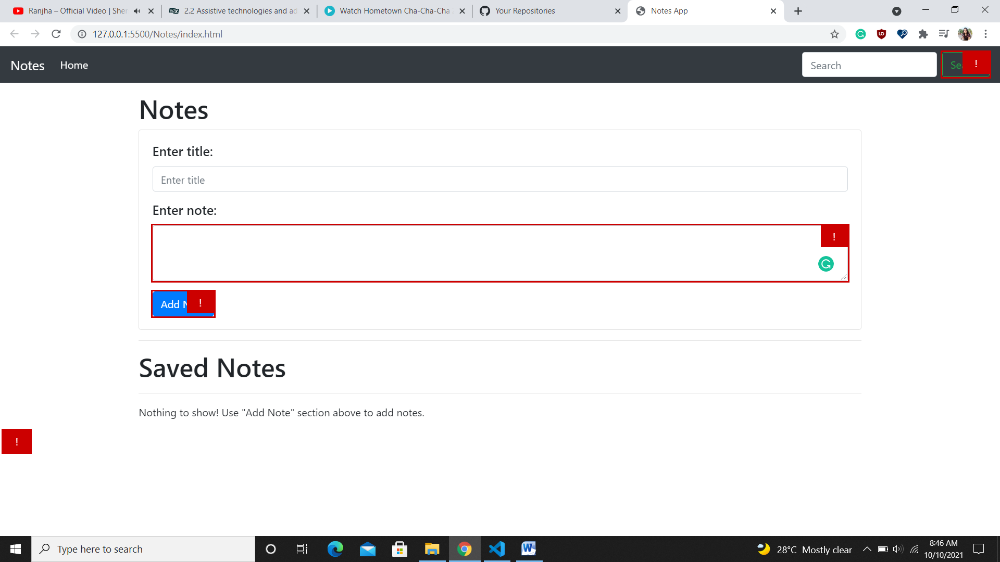 Ranjha – Official Video | Sher
2.2 Assistive technologies and ad
Watch Hometown Cha-Cha-Cha
Your Repositories
Notes App
127.0.0.1:5500/Notes/index.html
Notes
Home
Search
!
Notes
Enter title:
Enter title
Enter note:
!
Add N
!
Saved Notes
Nothing to show! Use "Add Note" section above to add notes.
!
Type here to search
28°C Mostly clear
8:46 AM
10/10/2021